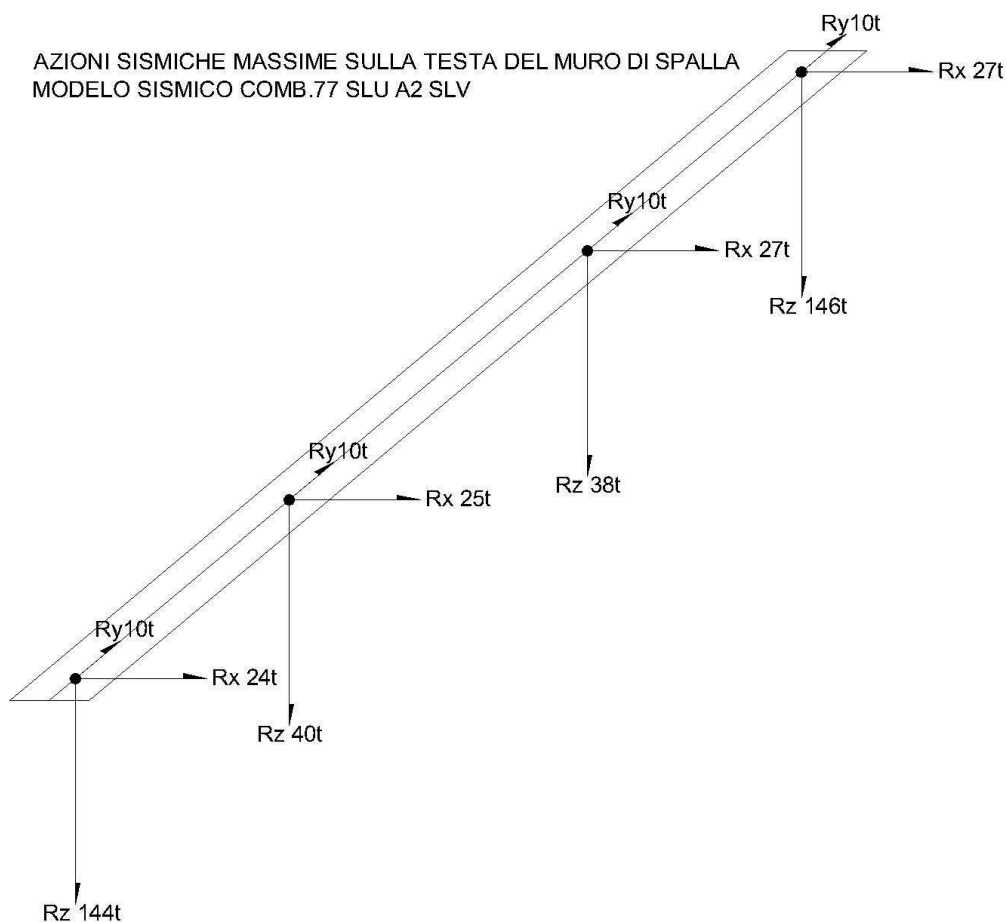 AZIONI SISMICHE MASSIME SULLA TESTA DEL MURO DI SPALLA
MODELO SISMICO COMB.77 SLU A2 SLV
Ry10t
Rx 27t
Rz 146t
Ry10t
Rx 27t
Rz 38t
Ry10t
Rx 25t
Rz 40t
Ry10t
Rx 24t
Rz 144t